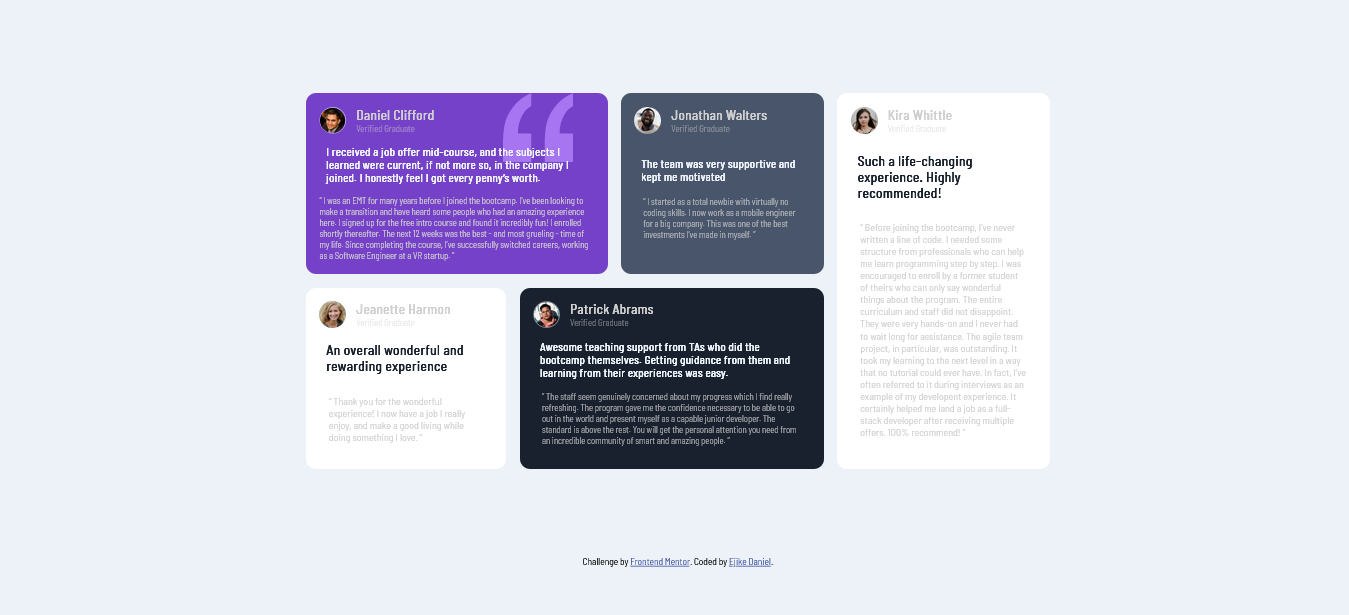 Daniel Clifford
Verified Graduate
I received a job offer mid-course, and the subjects I
learned were current, if not more so, in the company I
joined. I honestly feel I got every penny's worth.
" I was an EMT for many years before I joined the bootcamp. I've been looking to
make a transition and have heard some people who had an amazing experience
here. I signed up for the free intro course and found it incredibly fun! I enrolled
shortly thereafter. The next 12 weeks was the best - and most grueling - time of
my life. Since completing the course, I've successfully switched careers, working
as a Software Engineer at a VR startup. "
Jonathan Walters
Verified Graduate
The team was very supportive and
kept me motivated
" I started as a total newbie with virtually no
coding skills. I now work as a mobile engineer
for a big company. This was one of the best
investments I've made in myself. "
Kira Whittle
Verified Graduate
Such a life-changing
experience. Highly
recommended!
" Before joining the bootcamp, I've never
written a line of code. I needed some
structure from professionals who can help
me learn programming step by step. I was
encouraged to enroll by a former student
of theirs who can only say wonderful
things about the program. The entire
curriculum and staff did not disappoint.
They were very hands-on and I never had
to wait long for assistance. The agile team
project, in particular, was outstanding. It
took my learning to the next level in a way
that no tutorial could ever have. In fact, I've
often referred to it during interviews as an
example of my developent experience. It
certainly helped me land a job as a full-
stack developer after receiving multiple
offers. 100% recommend! "
Jeanette Harmon
Verified Graduate
An overall wonderful and
rewarding experience
" Thank you for the wonderful
experience! I now have a job I really
enjoy, and make a good living while
doing something I love. "
Patrick Abrams
Verified Graduate
Awesome teaching support from TAs who did the
bootcamp themselves. Getting guidance from them and
learning from their experiences was easy.
" The staff seem genuinely concerned about my progress which I find really
refreshing. The program gave me the confidence necessary to be able to go
out in the world and present myself as a capable junior developer. The
standard is above the rest. You will get the personal attention you need from
an incredible community of smart and amazing people. "
Challenge by Frontend Mentor. Coded by Ejike Daniel.